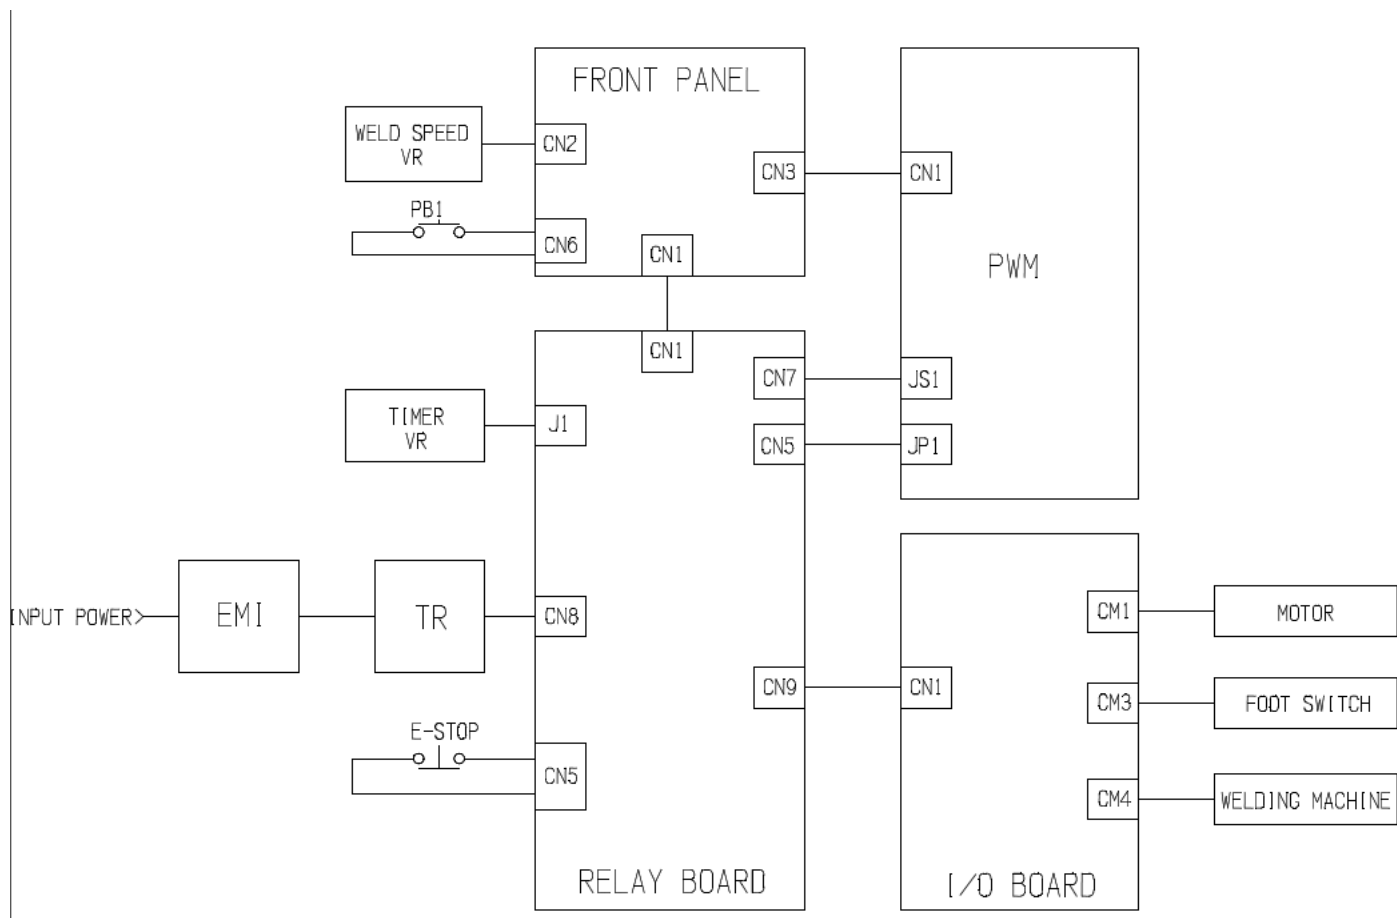 FRONT PANEL
WELD SPEED
VR
CN2
CN3
CN1
PB1
CN6
CN1
PWM
CN1
CN7
JS1
TIMER
VR
J1
CN5
JP1
INPUT POWER>
EMI
TR
CN8
CM1
MOTOR
CN9
CN1
CM3
FOOT SWITCH
E-STOP
CN5
CM4
WELDING MACHINE
RELAY BOARD
I/O BOARD